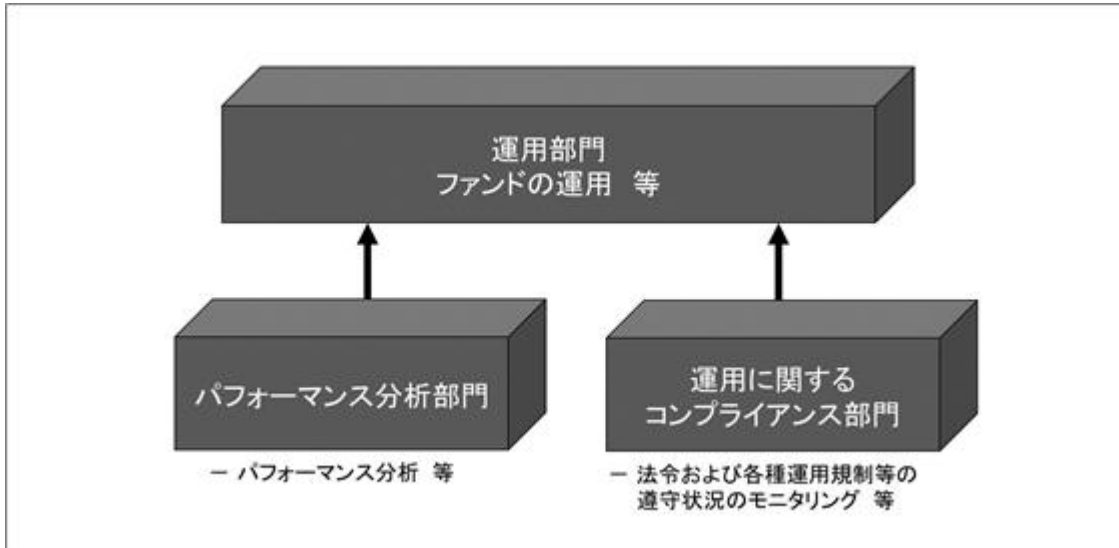 運用部門
ファンドの運用 等
パフォーマンス分析部門
－ パフォーマンス分析 等
運用に関する
コンプライアンス部門
－ 法令および各種運用規制等の
遵守状況のモニタリング 等